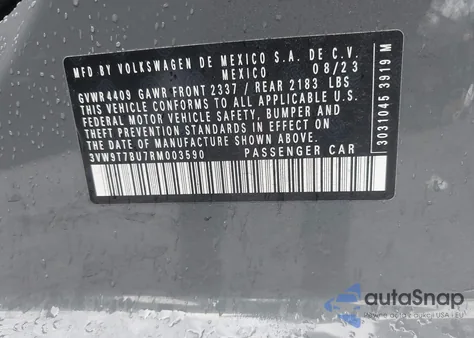 MFD BY VOLKSWAGEN DE MEXICO S.A. DE C.V.
MEXICO 08/23
GVWR4409 GAWR FRONT 2337 / REAR 2183 LBS
THIS VEHICLE CONFORMS TO ALL APPLICABLE U.S.
FEDERAL MOTOR VEHICLE SAFETY, BUMPER AND
THEFT PREVENTION STANDARDS IN EFFECT ON
THE DATE OF MANUFACTURE SHOWN ABOVE.
3VW9T7BU7RM003590 PASSENGER CAR
3031045 3919 M
autaSnap